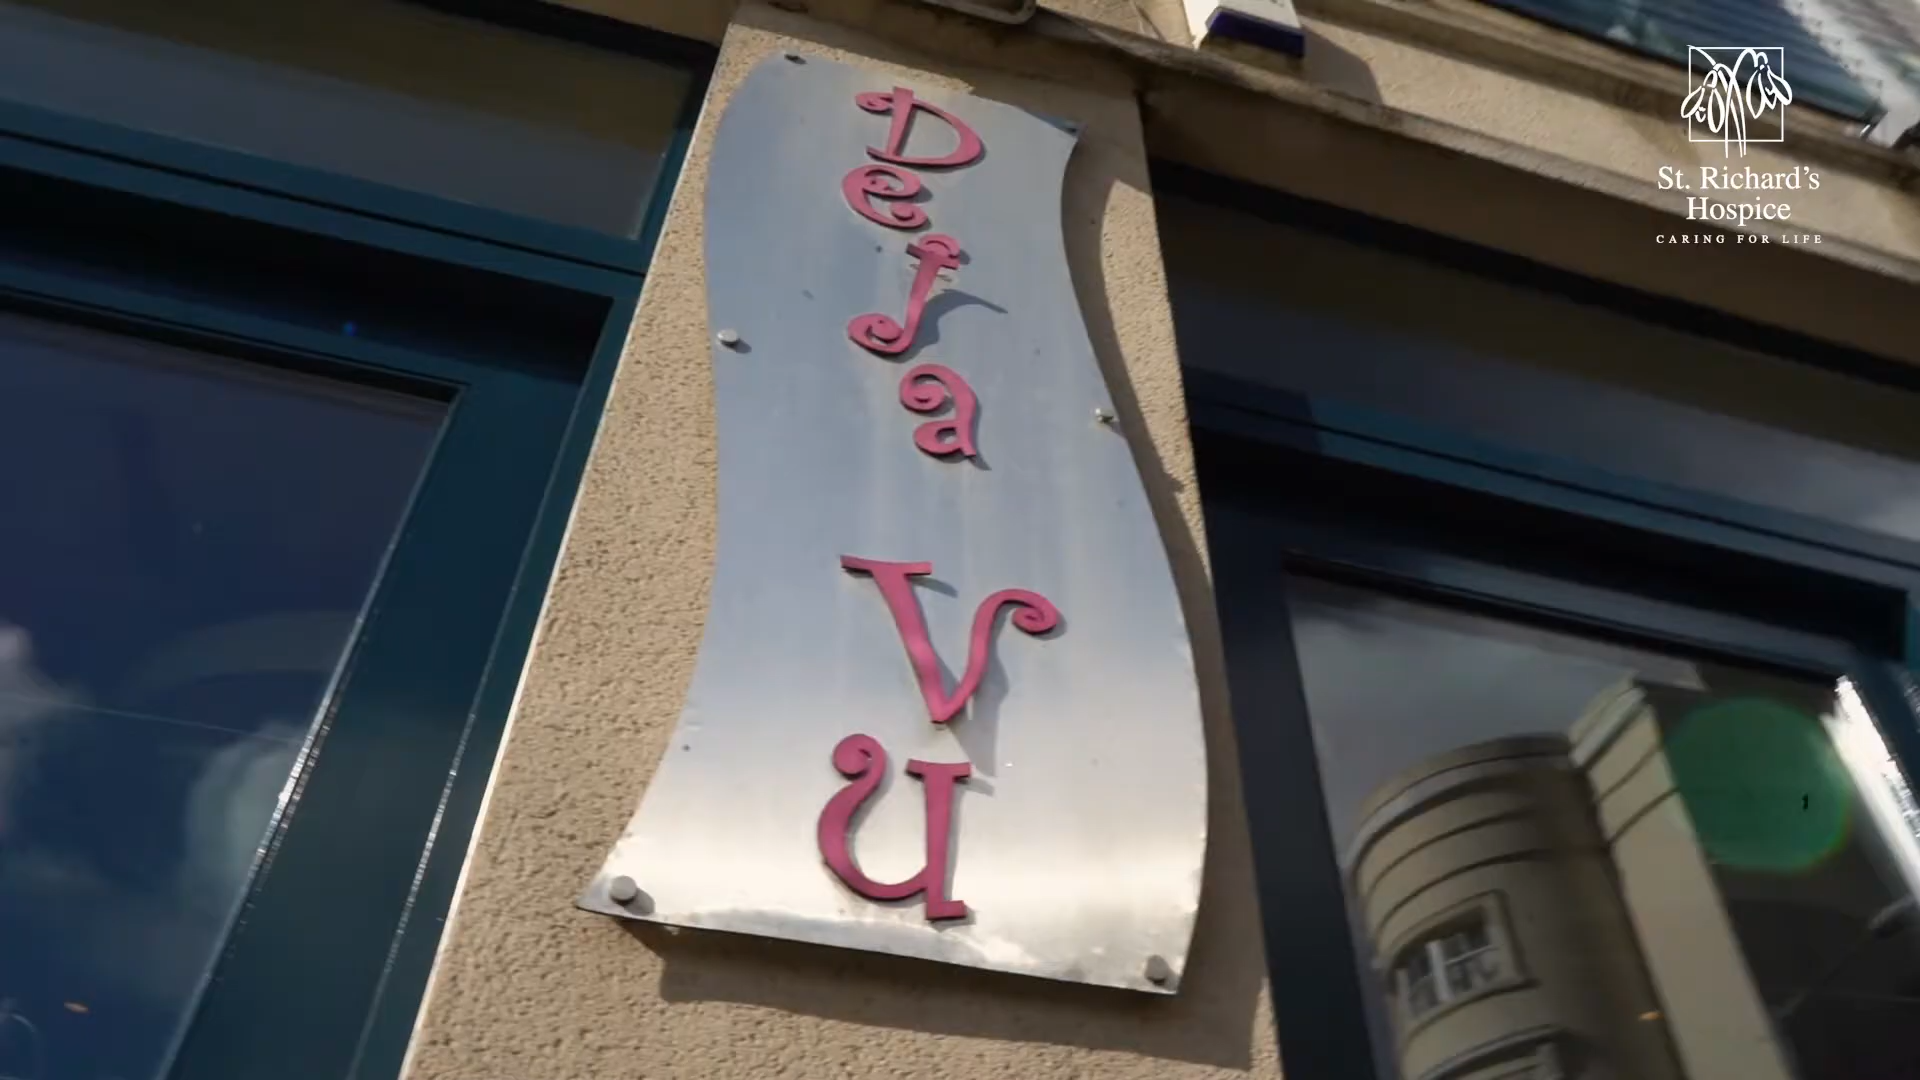 Deja
Vu
St. Richard's
Hospice
CARING FOR LIFE